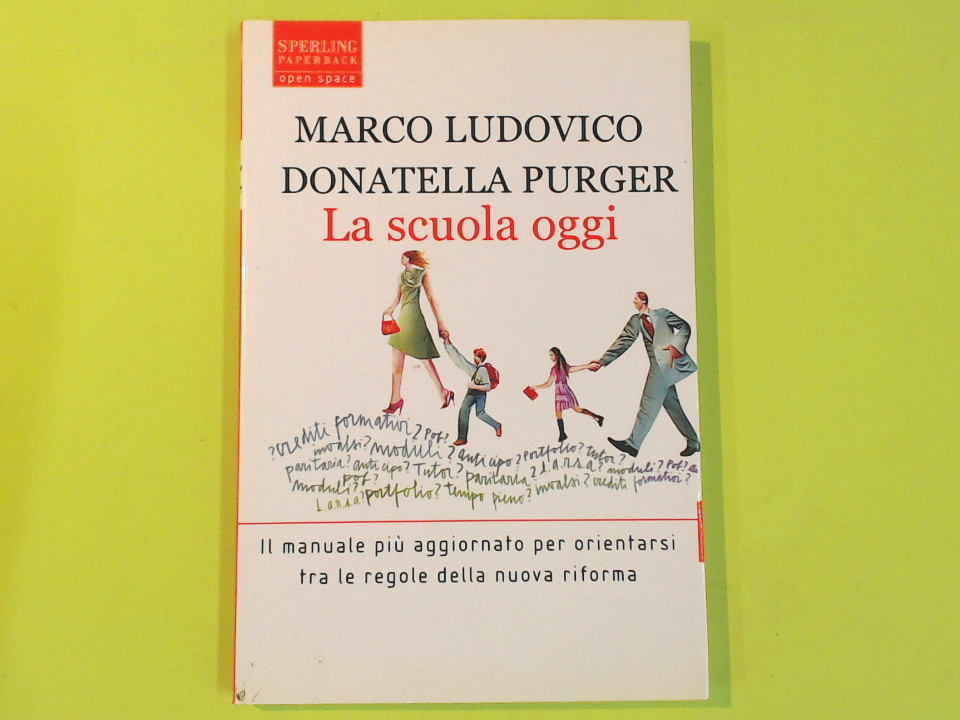 SPERLING
PAPERBACK
open space
MARCO LUDOVICO
DONATELLA PURGER
La scuola oggi
?crediti formativi? Pof?
invalsi? moduli? anticipo? portfolio? tutor?
paritaria? anticipo? Tutor? paritaria? L.a.r.s.a? moduli? Pof?
moduli? Pof?
L.a.r.s.a? portfolio? tempo pieno? invalsi? crediti formativi?
Il manuale più aggiornato per orientarsi
tra le regole della nuova riforma